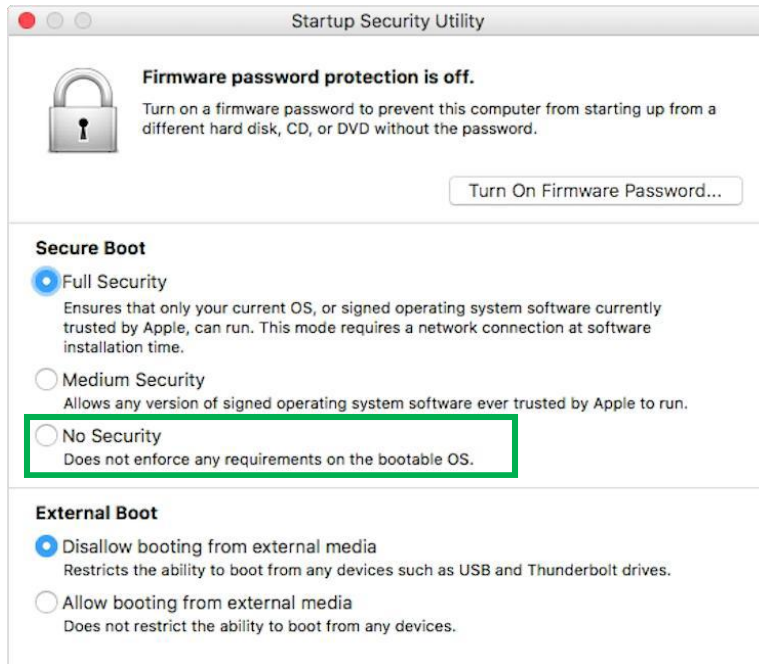 Startup Security Utility
Firmware password protection is off.
Turn on a firmware password to prevent this computer from starting up from a
different hard disk, CD, or DVD without the password.
Turn On Firmware Password...
Secure Boot
Full Security
Ensures that only your current OS, or signed operating system software currently
trusted by Apple, can run. This mode requires a network connection at software
installation time.
Medium Security
Allows any version of signed operating system software ever trusted by Apple to run.
No Security
Does not enforce any requirements on the bootable OS.
External Boot
Disallow booting from external media
Restricts the ability to boot from any devices such as USB and Thunderbolt drives.
Allow booting from external media
Does not restrict the ability to boot from any devices.